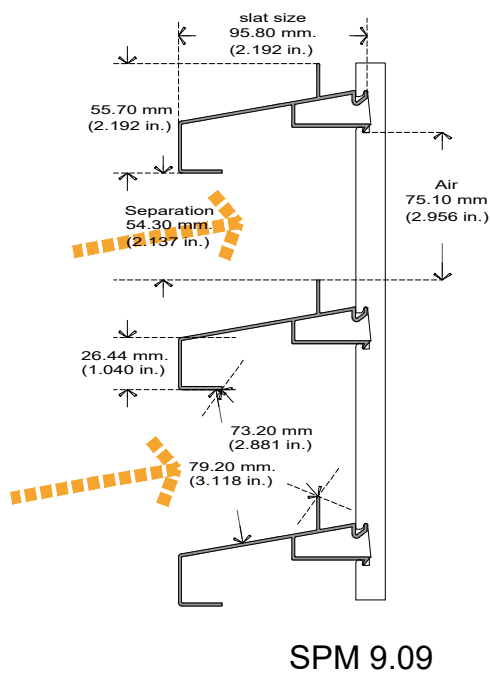 slat size
95.80 mm.
(2.192 in.)
55.70 mm
(2.192 in.)
Air
75.10 mm
(2.956 in.)
Separation
54.30 mm.
(2.137 in.)
26.44 mm.
(1.040 in.)
73.20 mm
(2.881 in.)
79.20 mm.
(3.118 in.)
SPM 9.09